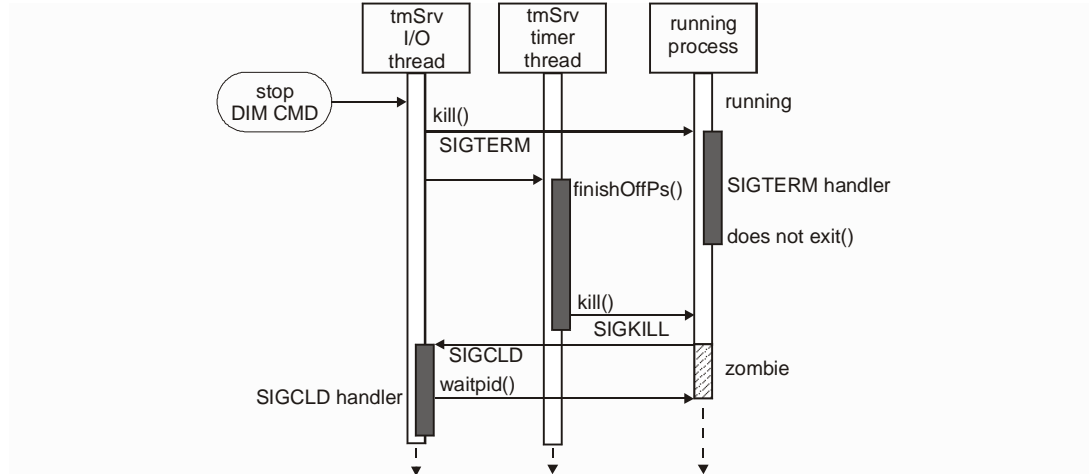 tmSrv
I/O
thread
tmSrv
timer
thread
running
process
stop
DIM CMD
running
kill()
SIGTERM
finishOffPs()
SIGTERM handler
does not exit()
kill()
SIGKILL
SIGCLD
zombie
waitpid()
SIGCLD handler